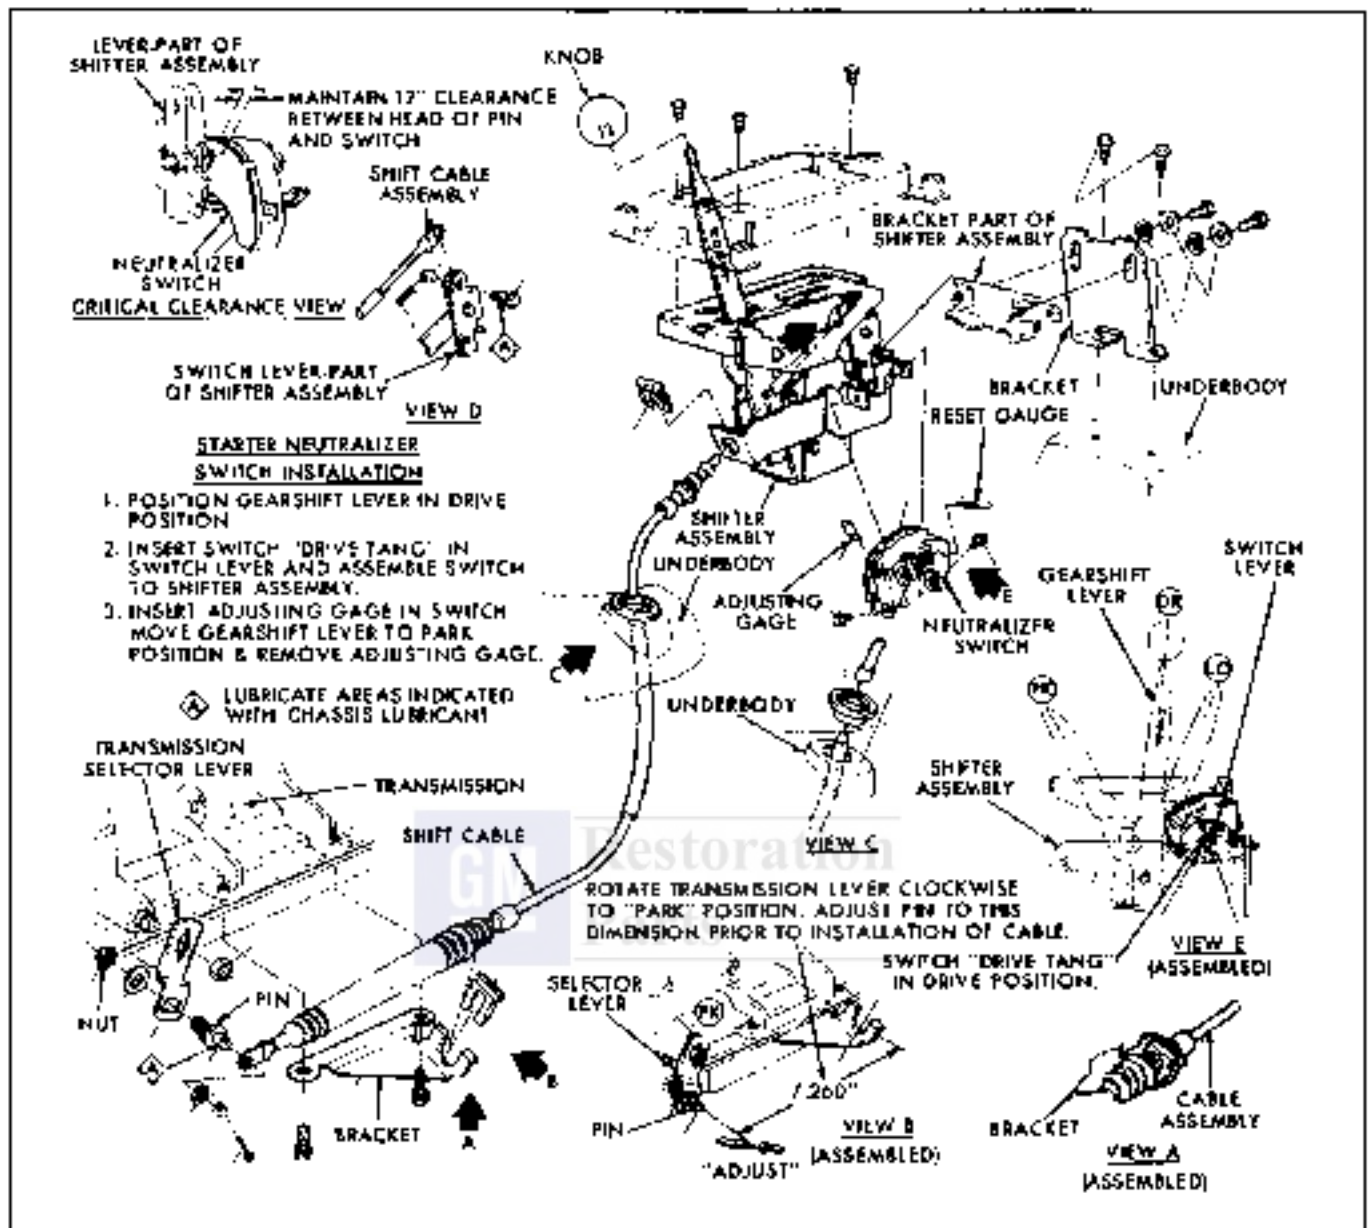 LEVER-PART OF
SHIFTER ASSEMBLY
MAINTAIN CLEARANCE
BETWEEN HEAD OF PIN
AND SWITCH
KNOB
SHIFT CABLE
ASSEMBLY
NEUTRALIZER
SWITCH
CRITICAL CLEARANCE VIEW
A
SWITCH LEVER-PART
OF SHIFTER ASSEMBLY
VIEW D
D
BRACKET PART OF
SHIFTER ASSEMBLY
BRACKET
UNDERBODY
RESET GAUGE
STARTER NEUTRALIZER
SWITCH INSTALLATION
1. POSITION GEARSHIFT LEVER IN DRIVE
POSITION
2. INSERT SWITCH "DRIVE TANG" IN
SWITCH LEVER AND ASSEMBLE SWITCH
TO SHIFTER ASSEMBLY.
3. INSERT ADJUSTING GAGE IN SWITCH
MOVE GEARSHIFT LEVER TO PARK
POSITION & REMOVE ADJUSTING GAGE.
A LUBRICATE AREAS INDICATED
WITH CHASSIS LUBRICANT
SHIFTER
ASSEMBLY
UNDERBODY
ADJUSTING
GAGE
E
NEUTRALIZER
SWITCH
C
UNDERBODY
VIEW C
GEARSHIFT
LEVER
SWITCH
LEVER
DR
LO
PK
SHIFTER
ASSEMBLY
VIEW E
(ASSEMBLED)
SWITCH "DRIVE TANG"
IN DRIVE POSITION.
TRANSMISSION
SELECTOR LEVER
TRANSMISSION
SHIFT CABLE
GM Restoration
Parts
ROTATE TRANSMISSION LEVER CLOCKWISE
TO "PARK" POSITION. ADJUST PIN TO THIS
DIMENSION PRIOR TO INSTALLATION OF CABLE.
NUT
PIN
A
BRACKET
A
B
SELECTOR
LEVER
PK
PIN
"ADJUST"
VIEW B
(ASSEMBLED)
BRACKET
CABLE
ASSEMBLY
VIEW A
(ASSEMBLED)